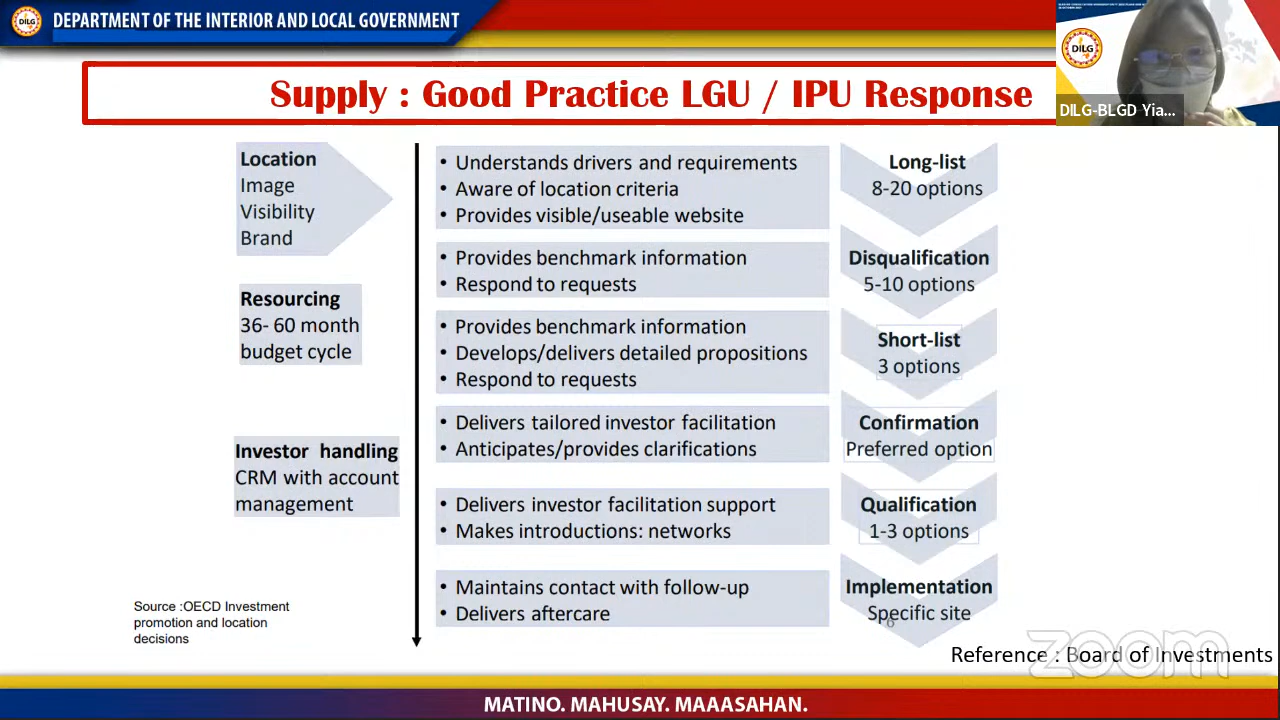 DEPARTMENT OF THE INTERIOR AND LOCAL GOVERNMENT
DILG
DILG-BLGD Yia...
Supply : Good Practice LGU / IPU Response
Location
Image
Visibility
Brand
Resourcing
36- 60 month
budget cycle
Investor handling
CRM with account
management
Source :OECD Investment
promotion and location
decisions
• Understands drivers and requirements
• Aware of location criteria
• Provides visible/useable website
• Provides benchmark information
• Respond to requests
• Provides benchmark information
• Develops/delivers detailed propositions
• Respond to requests
• Delivers tailored investor facilitation
• Anticipates/provides clarifications
• Delivers investor facilitation support
• Makes introductions: networks
• Maintains contact with follow-up
• Delivers aftercare
Long-list
8-20 options
Disqualification
5-10 options
Short-list
3 options
Confirmation
Preferred option
Qualification
1-3 options
Implementation
Specific site
6
zoom
Reference : Board of Investments
MATINO. MAHUSAY. MAAASAHAN.